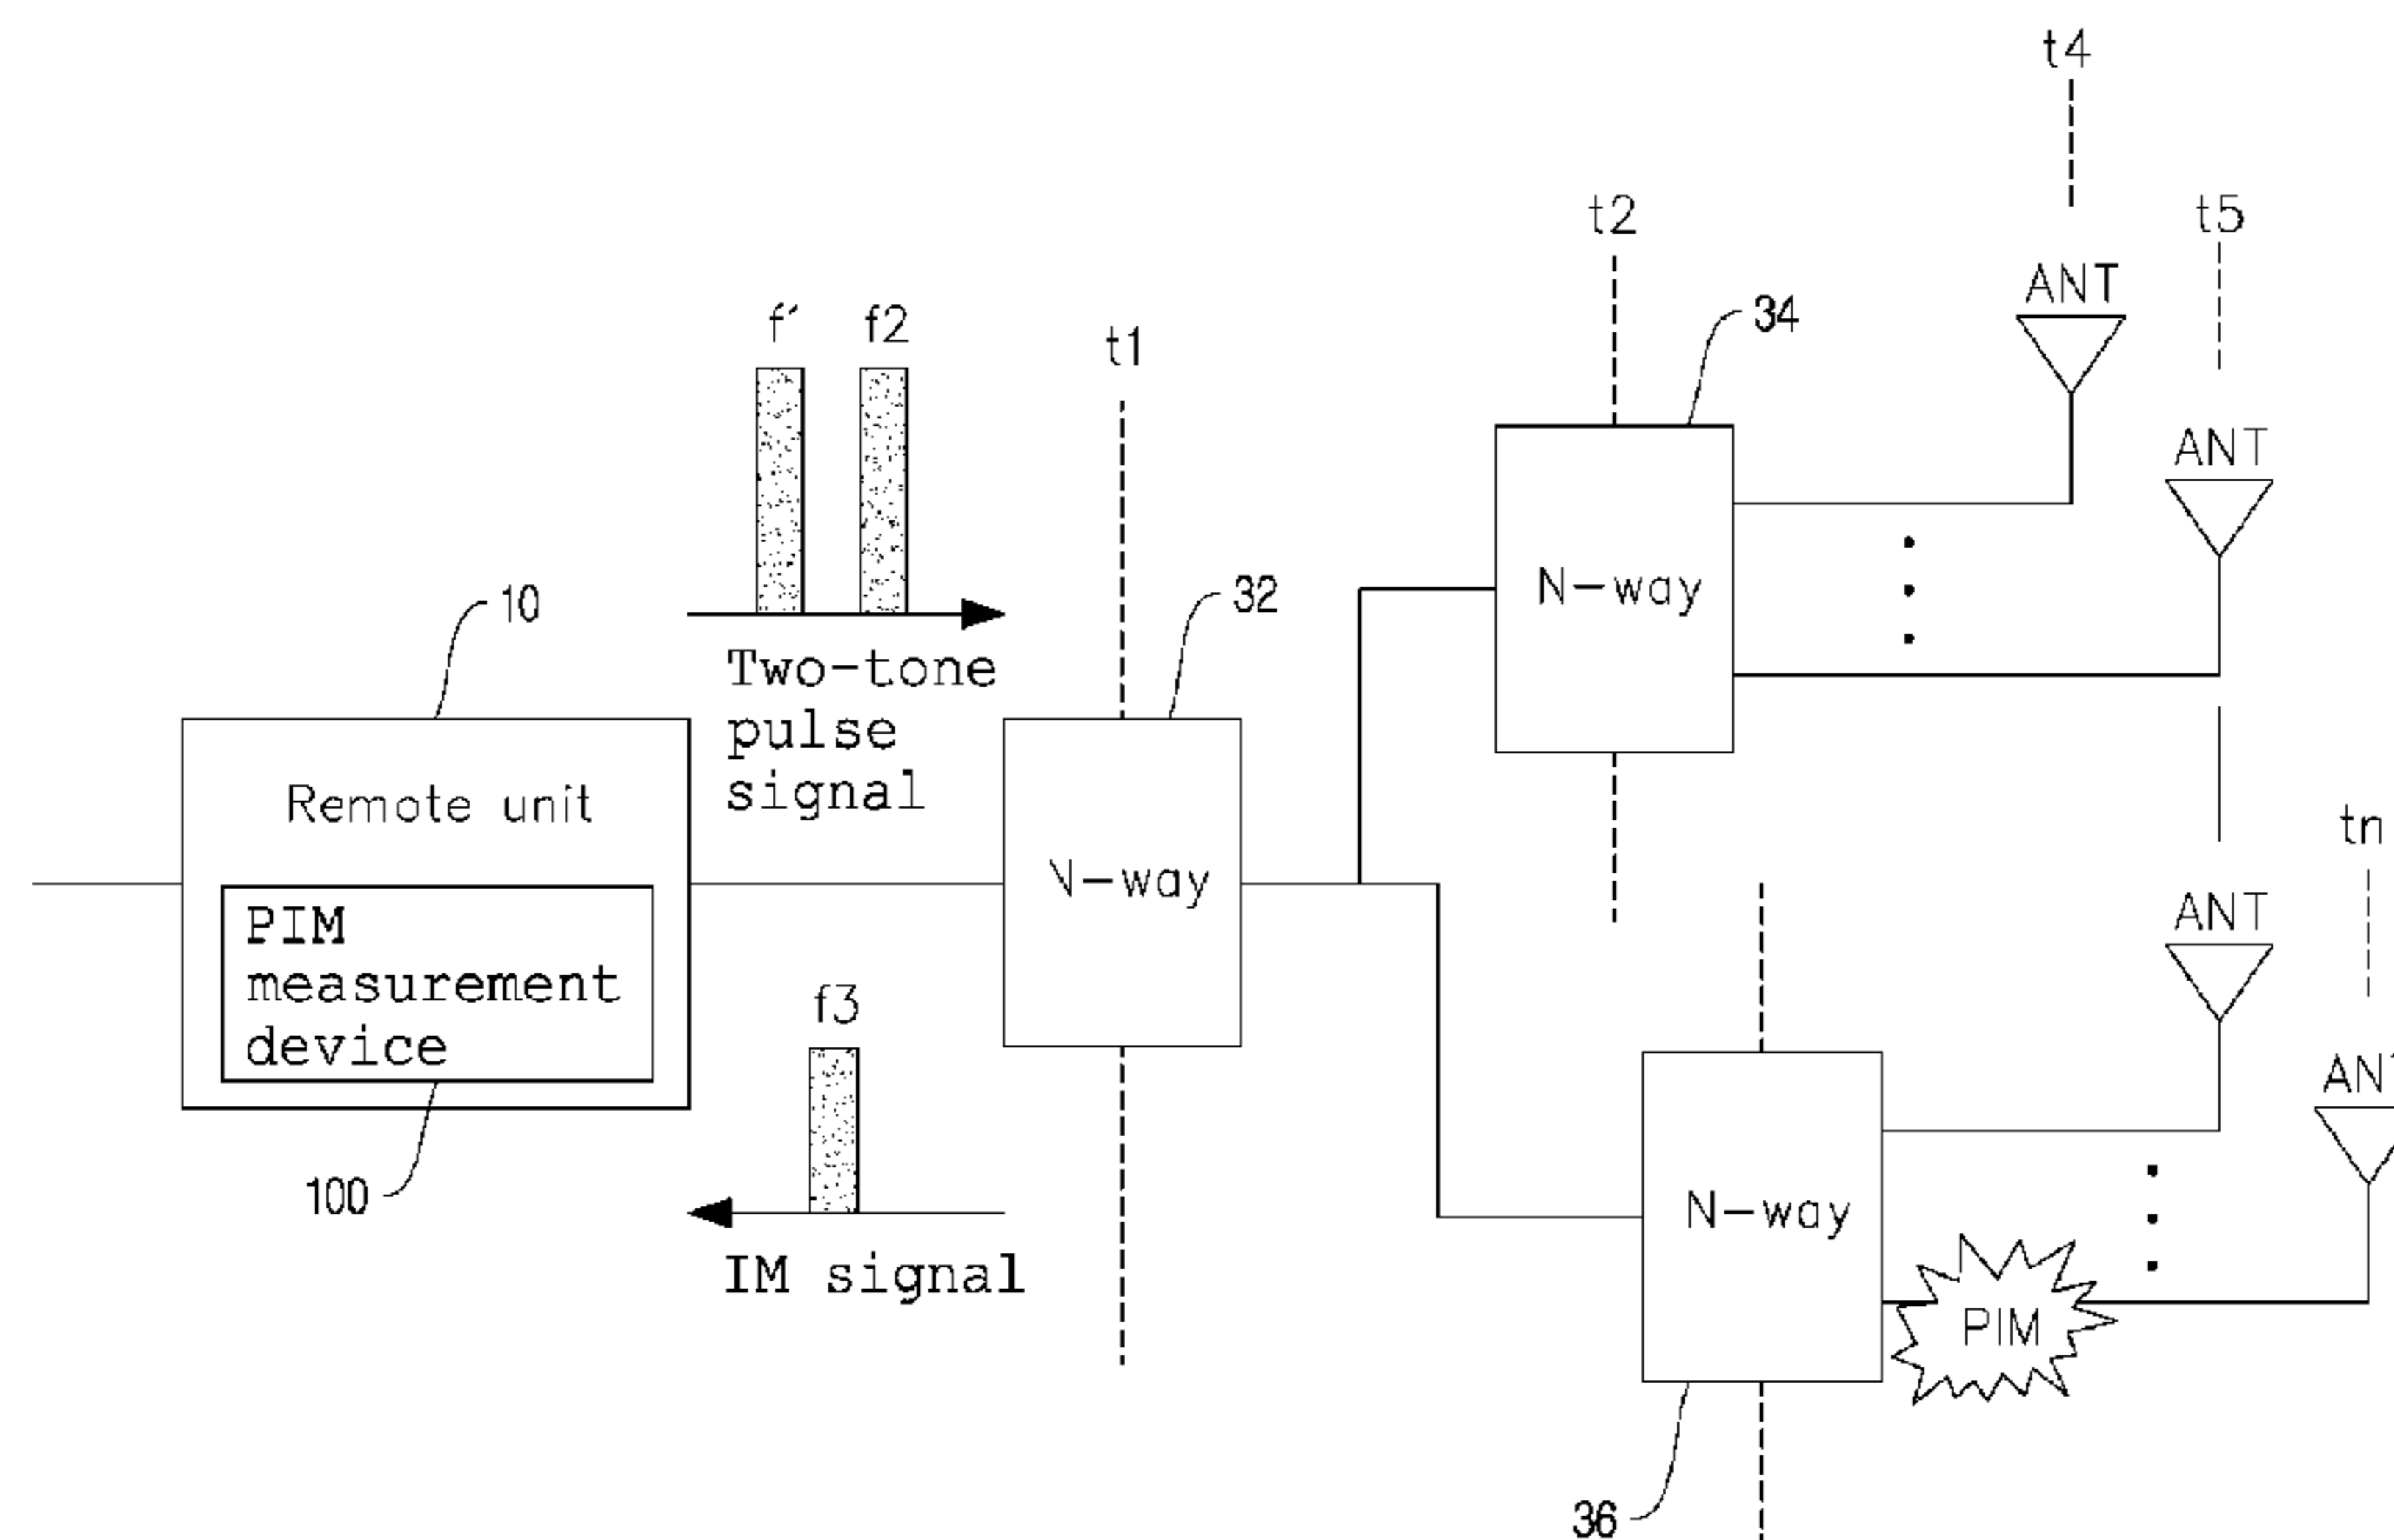 t4
t2
t5
ANT
34
f2
t1
ANT
N-way
32
10
Two-tone
pulse
signal
Remote unit
tn
N-way
ANT
PIM
measurement
device
f3
100
N-way
IM signal
PIM
36